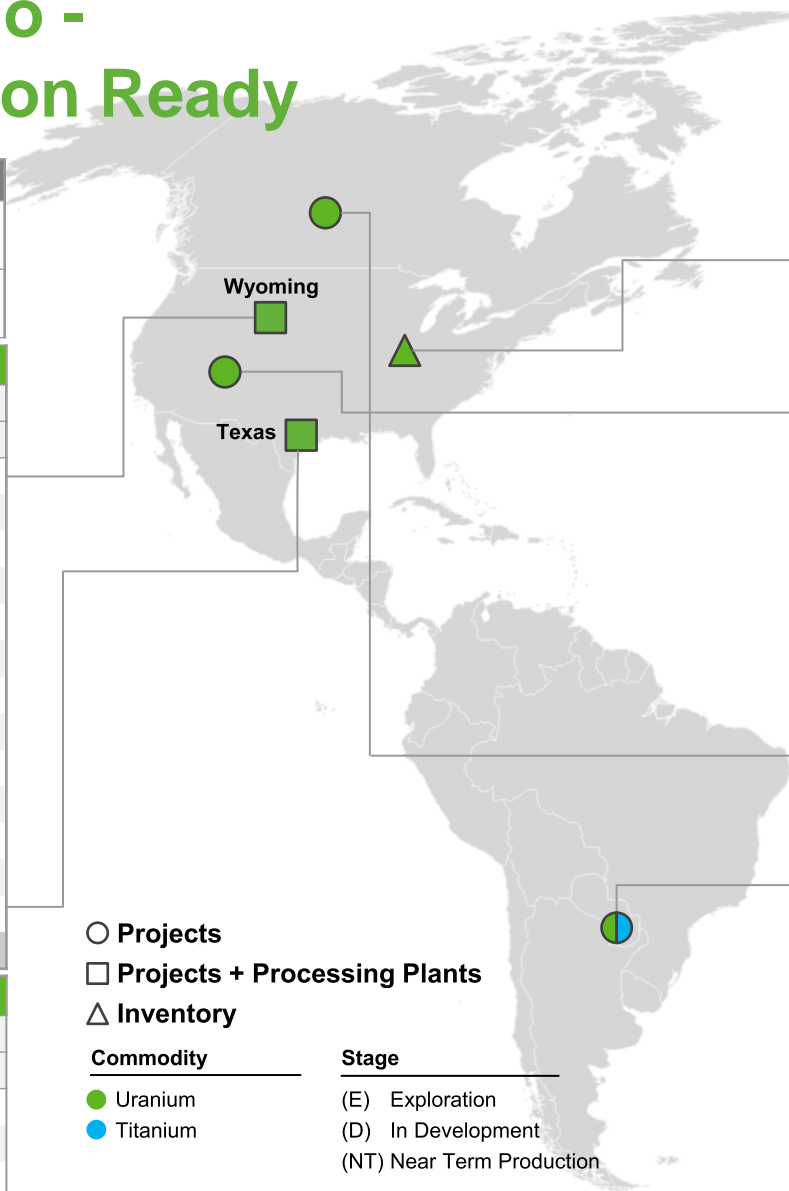 o -
on Ready
Wyoming
Texas
Projects
Projects + Processing Plants
Inventory
Commodity
Uranium
Titanium
Stage
(E) Exploration
(D) In Development
(NT) Near Term Production